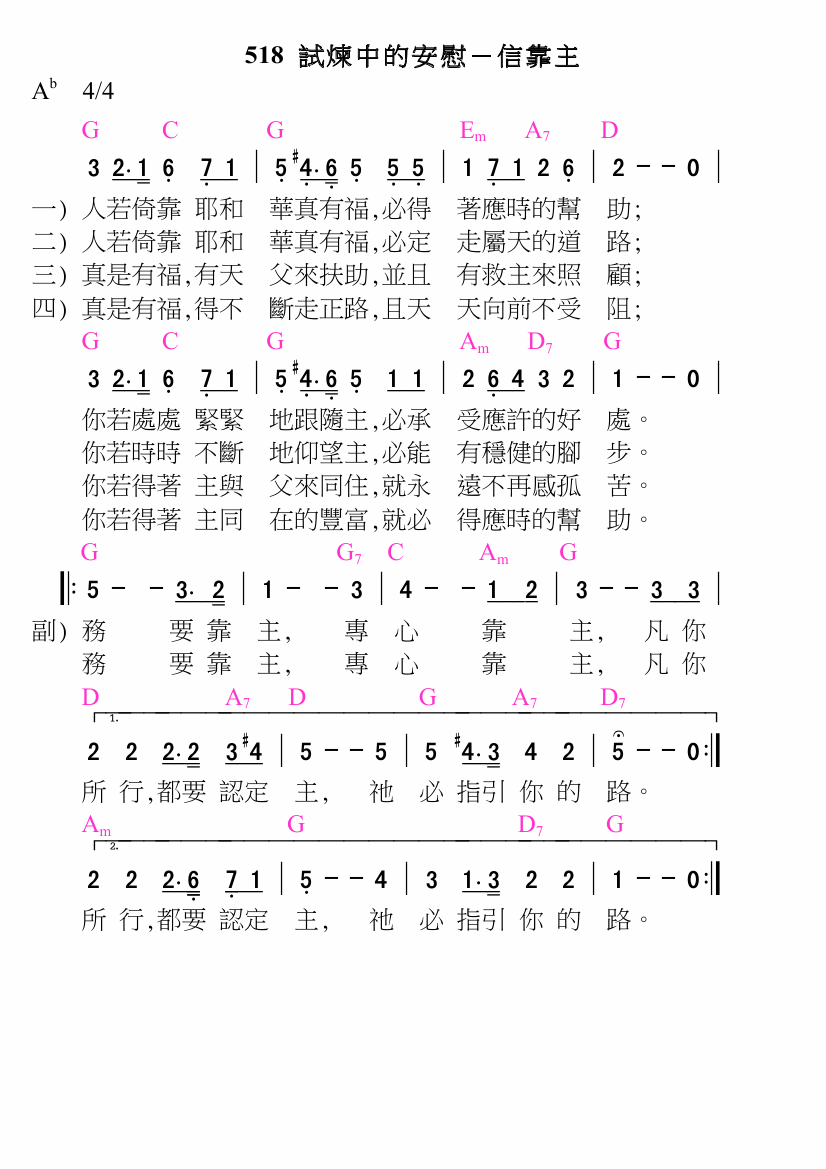 518 試煉中的安慰－信靠主
A♭ 4/4
G C G Em A7 D
3 2· 1 6 7 1 | 5 #4· 6 5 5 5 | 1 7 1 2 6 | 2 － － 0 |
一) 人若倚靠 耶和 華真有福,必得 著應時的幫 助;
二) 人若倚靠 耶和 華真有福,必定 走屬天的道 路;
三) 真是有福,有天 父來扶助,並且 有救主來照 顧;
四) 真是有福,得不 斷走正路,且天 天向前不受 阻;
G C G Am D7 G
3 2· 1 6 7 1 | 5 #4· 6 5 1 1 | 2 6 4 3 2 | 1 － － 0 |
你若處處 緊緊 地跟隨主,必承 受應許的好 處。
你若時時 不斷 地仰望主,必能 有穩健的腳 步。
你若得著 主與 父來同住,就永 遠不再感孤 苦。
你若得著 主同 在的豐富,就必 得應時的幫 助。
G G7 C Am G
‖: 5 － － 3· 2 | 1 － － 3 | 4 － － 1 2 | 3 － － 3 3 |
副) 務 要 靠 主, 專 心 靠 主, 凡 你
務 要 靠 主, 專 心 靠 主, 凡 你
D A7 D G A7 D7
1.
2 2 2· 2 3 #4 | 5 － － 5 | 5 #4· 3 4 2 | 5 － － 0 :‖
所 行,都要 認定 主, 祂 必 指引 你 的 路。
Am G D7 G
2.
2 2 2· 6 7 1 | 5 － － 4 | 3 1· 3 2 2 | 1 － － 0 :‖
所 行,都要 認定 主, 祂 必 指引 你 的 路。